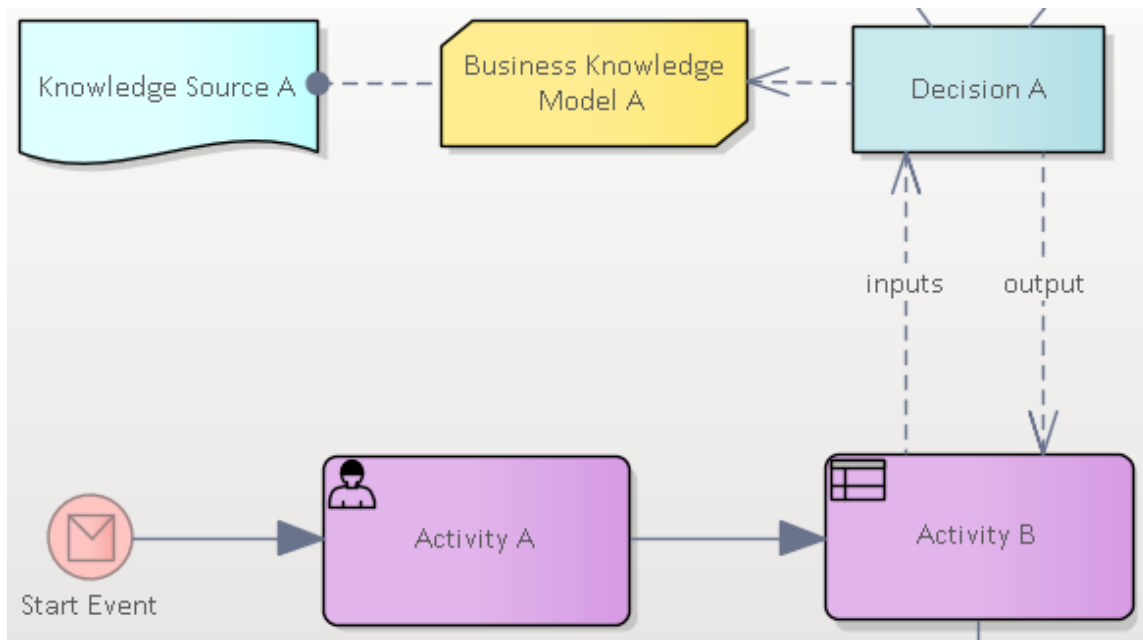 Knowledge Source A
Business Knowledge
Model A
Decision A
inputs
output
Activity A
Activity B
Start Event